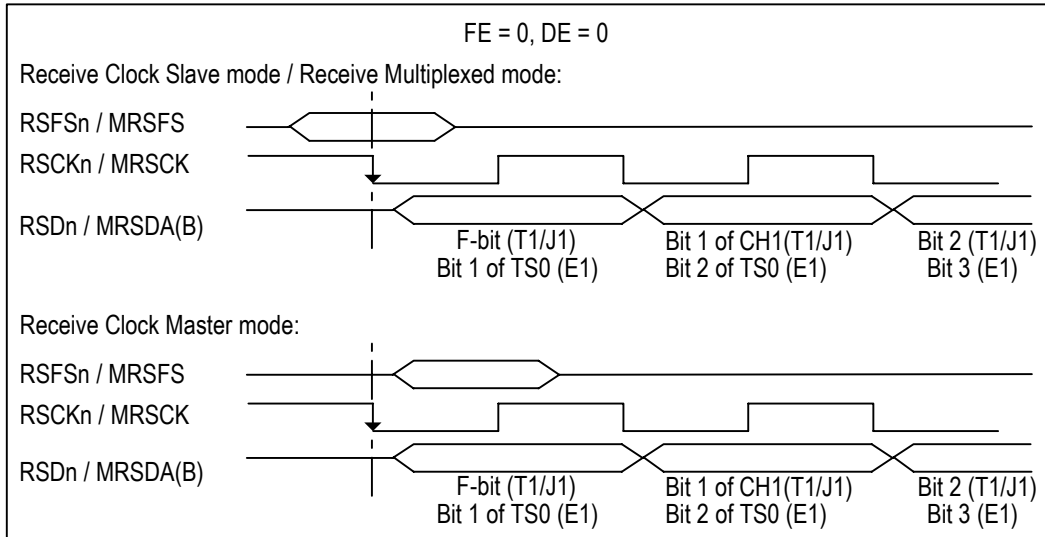 FE = 0, DE = 0
Receive Clock Slave mode / Receive Multiplexed mode:
RSFSn / MRSFS
RSCKn / MRSCK
RSDn / MRSDA(B)
F-bit (T1/J1)
Bit 1 of TS0 (E1)
Bit 1 of CH1(T1/J1)
Bit 2 of TS0 (E1)
Bit 2 (T1/J1)
Bit 3 (E1)
Receive Clock Master mode:
RSFSn / MRSFS
RSCKn / MRSCK
RSDn / MRSDA(B)
F-bit (T1/J1)
Bit 1 of TS0 (E1)
Bit 1 of CH1(T1/J1)
Bit 2 of TS0 (E1)
Bit 2 (T1/J1)
Bit 3 (E1)